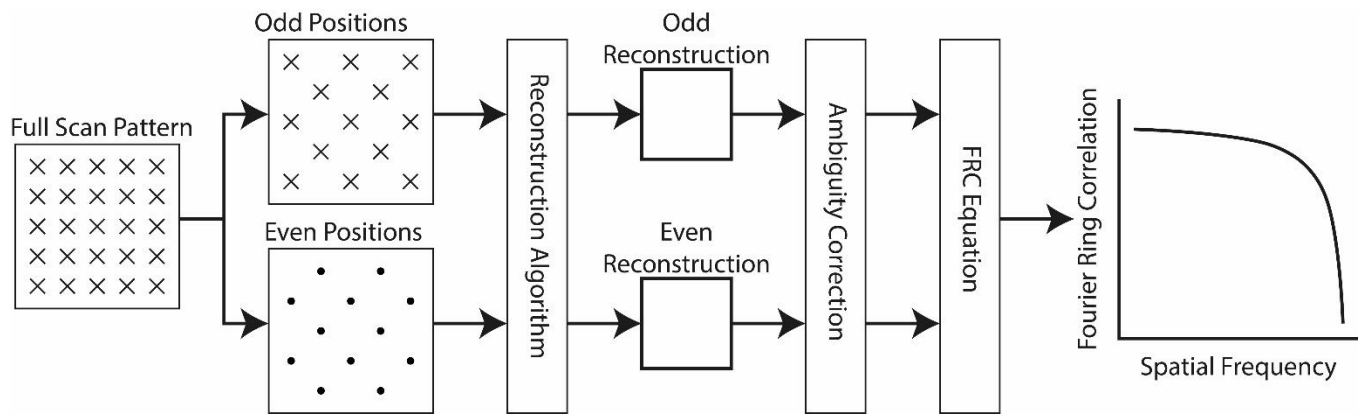 Full Scan Pattern
Odd Positions
Even Positions
Reconstruction Algorithm
Odd
Reconstruction
Even
Reconstruction
Ambiguity Correction
FRC Equation
Fourier Ring Correlation
Spatial Frequency